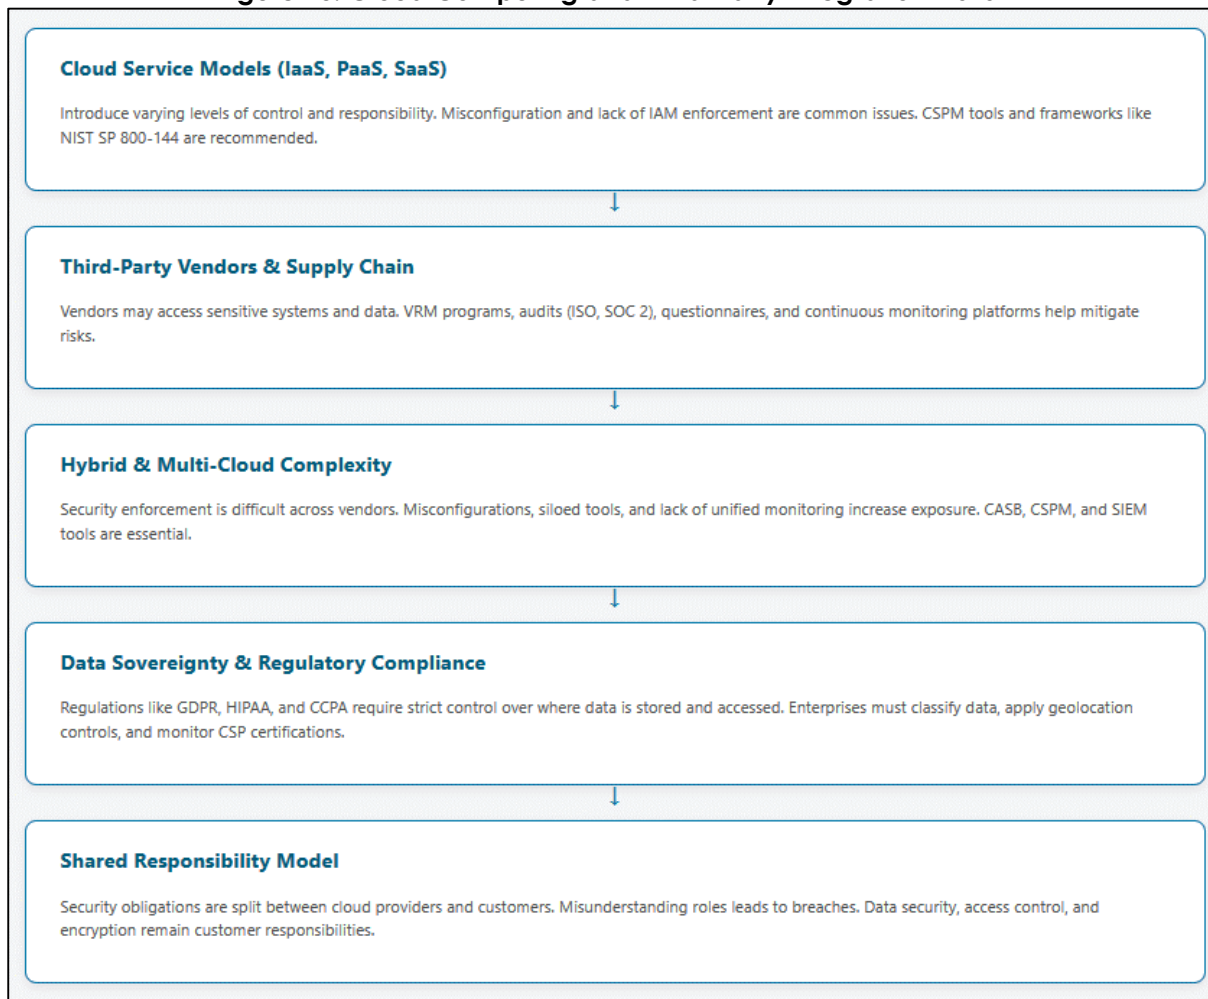 Cloud Service Models (IaaS, PaaS, SaaS)
Introduce varying levels of control and responsibility. Misconfiguration and lack of IAM enforcement are common issues. CSPM tools and frameworks like
NIST SP 800-144 are recommended.
↓
Third-Party Vendors & Supply Chain
Vendors may access sensitive systems and data. VRM programs, audits (ISO, SOC 2), questionnaires, and continuous monitoring platforms help mitigate
risks.
↓
Hybrid & Multi-Cloud Complexity
Security enforcement is difficult across vendors. Misconfigurations, siloed tools, and lack of unified monitoring increase exposure. CASB, CSPM, and SIEM
tools are essential.
↓
Data Sovereignty & Regulatory Compliance
Regulations like GDPR, HIPAA, and CCPA require strict control over where data is stored and accessed. Enterprises must classify data, apply geolocation
controls, and monitor CSP certifications.
↓
Shared Responsibility Model
Security obligations are split between cloud providers and customers. Misunderstanding roles leads to breaches. Data security, access control, and
encryption remain customer responsibilities.